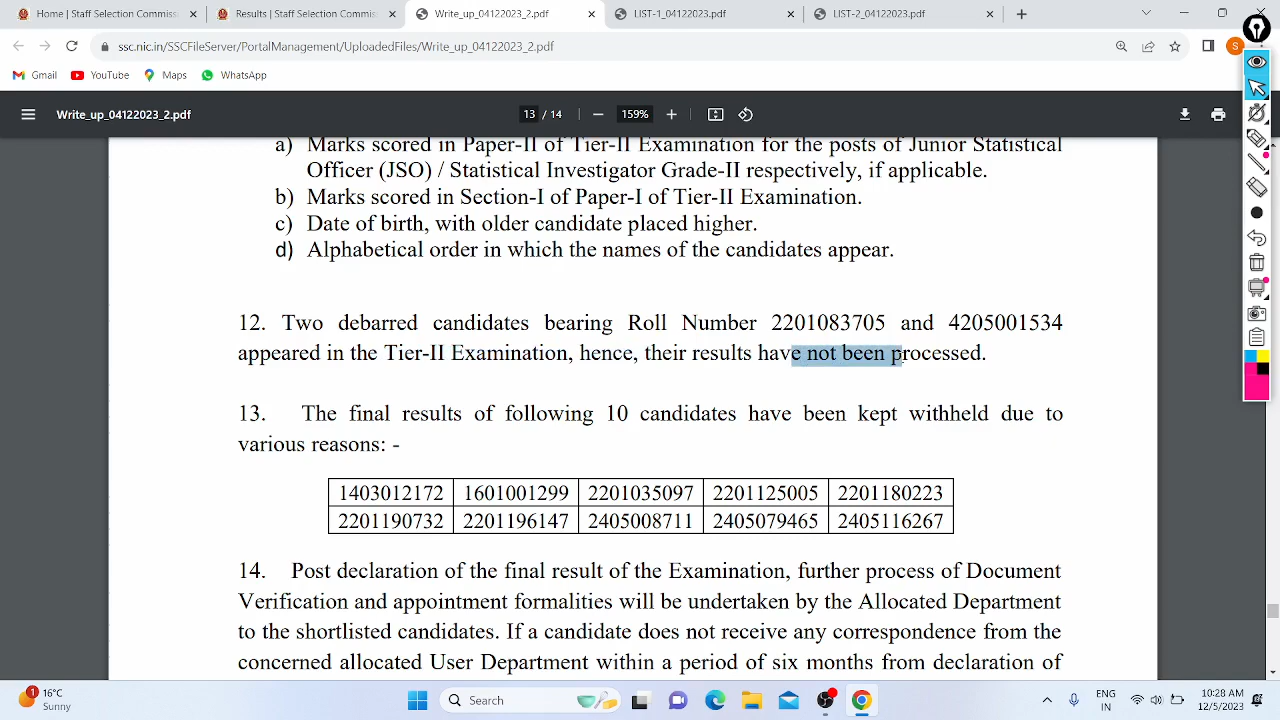 Home | Staff Selection Commissi
Results | Staff Selection Commis
Write_up_04122023_2.pdf
LIST-1_04122023.pdf
LIST-2_04122023.pdf
ssc.nic.in/SSCFileServer/PortalManagement/UploadedFiles/Write_up_04122023_2.pdf
S
Gmail
YouTube
Maps
WhatsApp
Write_up_04122023_2.pdf
13 / 14
159%
a) Marks scored in Paper-II of Tier-II Examination for the posts of Junior Statistical
Officer (JSO) / Statistical Investigator Grade-II respectively, if applicable.
b) Marks scored in Section-I of Paper-I of Tier-II Examination.
c) Date of birth, with older candidate placed higher.
d) Alphabetical order in which the names of the candidates appear.
12. Two debarred candidates bearing Roll Number 2201083705 and 4205001534
appeared in the Tier-II Examination, hence, their results have not been processed.
13. The final results of following 10 candidates have been kept withheld due to
various reasons: -
1403012172 1601001299 2201035097 2201125005 2201180223
2201190732 2201196147 2405008711 2405079465 2405116267
14. Post declaration of the final result of the Examination, further process of Document
Verification and appointment formalities will be undertaken by the Allocated Department
to the shortlisted candidates. If a candidate does not receive any correspondence from the
concerned allocated User Department within a period of six months from declaration of
1
16°C
Sunny
Search
ENG
IN
10:28 AM
12/5/2023